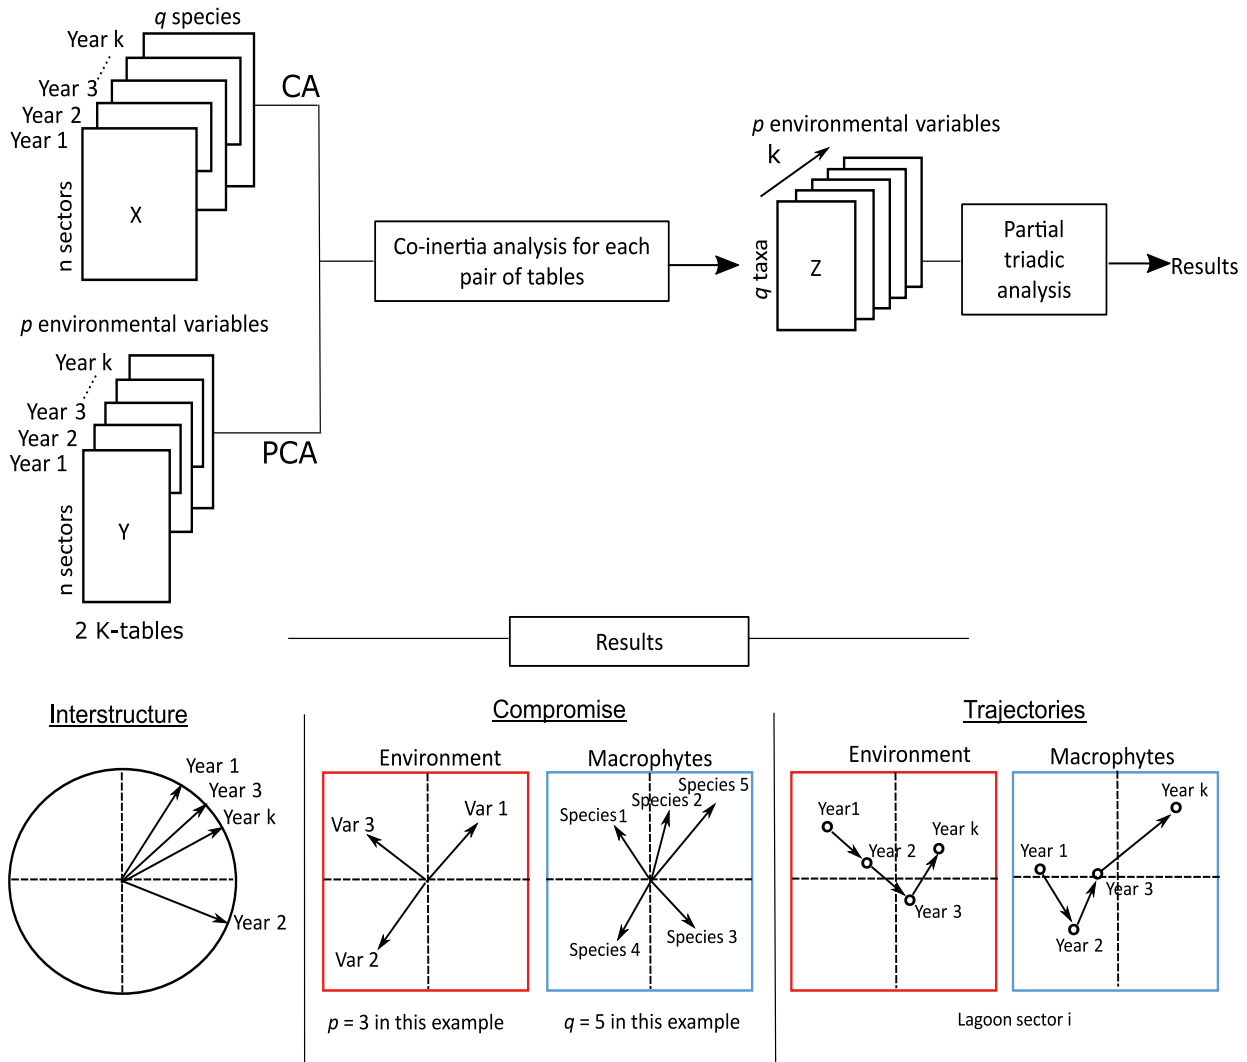 q species
Year k
Year 3
Year 2
Year 1
n sectors
X
CA
p environmental variables
Year k
Year 3
Year 2
Year 1
n sectors
Y
PCA
2 K-tables
Co-inertia analysis for each
pair of tables
p environmental variables
k
q taxa
Z
Partial
triadic
analysis
Results
Results
Interstructure
Year 1
Year 3
Year k
Year 2
Compromise
Environment
Var 1
Var 3
Var 2
p = 3 in this example
Macrophytes
Species 5
Species 2
Species 1
Species 4
Species 3
q = 5 in this example
Trajectories
Environment
Year1
Year 2
Year k
Year 3
Macrophytes
Year k
Year 1
Year 3
Year 2
Lagoon sector i